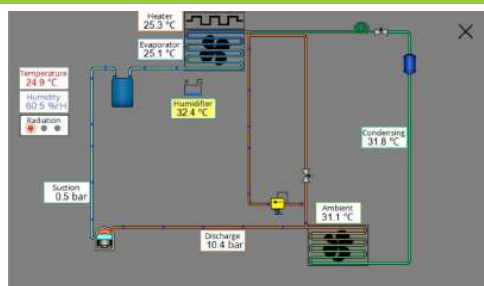 Heater
25.3 °C
Evaporator
25.1 °C
Temperature
24.9 °C
Humidity
60.5 %rH
Radiation
Humidifier
32.4 °C
Condensing
31.8 °C
Suction
0.5 bar
Ambient
31.1 °C
Discharge
10.4 bar